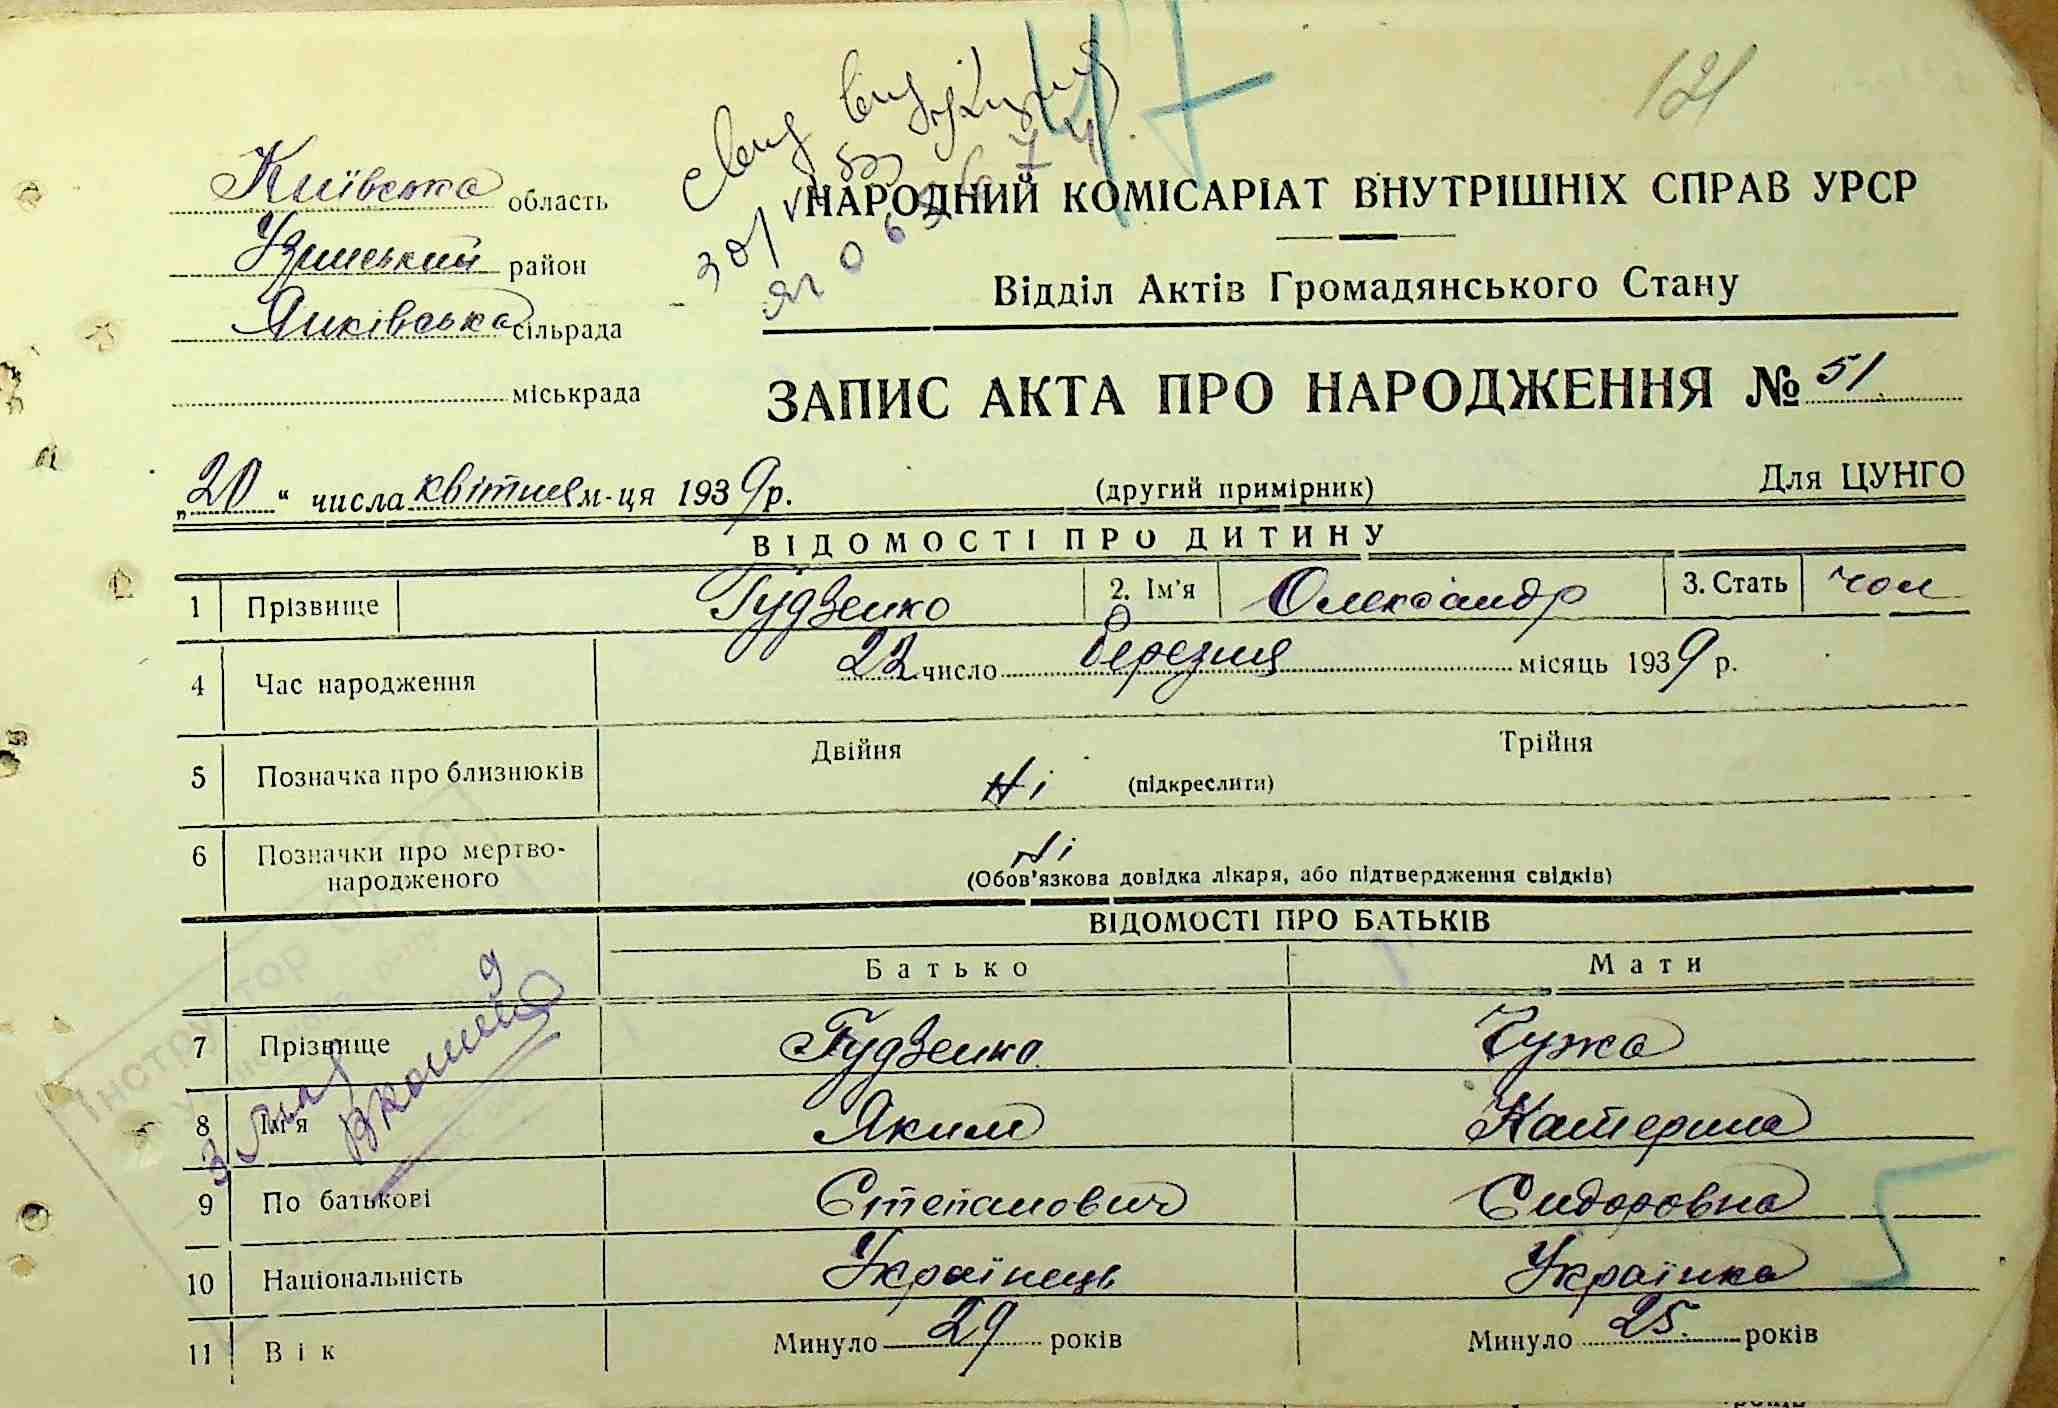 121
Київська область
Узинський район
Янківська сільрада
міськрада
НАРОДНИЙ КОМІСАРІАТ ВНУТРІШНІХ СПРАВ УРСР
Відділ Актів Громадянського Стану
ЗАПИС АКТА ПРО НАРОДЖЕННЯ № 51
„20“ числа квітня м-ця 1939 р. (другий примірник) Для ЦУНГО
ВІДОМОСТІ ПРО ДИТИНУ
1 Прізвище Гудзенко 2. Ім'я Олександр 3. Стать чол
4 Час народження 22 число березня місяць 1939 р.
5 Позначка про близнюків Двійня Трійня
Ні (підкреслити)
6 Позначки про мертво-
народженого Ні
(Обов'язкова довідка лікаря, або підтвердження свідків)
ВІДОМОСТІ ПРО БАТЬКІВ
Батько Мати
7 Прізвище Гудзенко Чужа
8 Ім'я Яким Катерина
9 По батькові Степанович Сидоровна
10 Національність Українець Українка
11 Вік Минуло 29 років Минуло 25 років
Інструктор